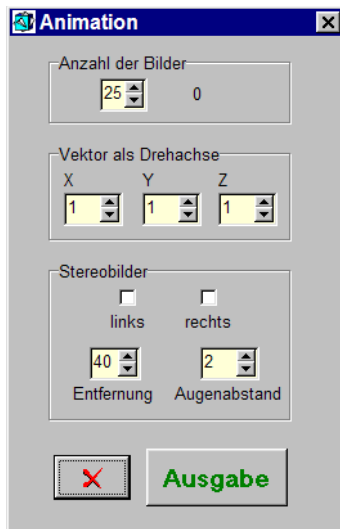 Animation
Anzahl der Bilder
25 0
Vektor als Drehachse
X Y Z
1 1 1
Stereobilder
links rechts
40 2
Entfernung Augenabstand
Ausgabe